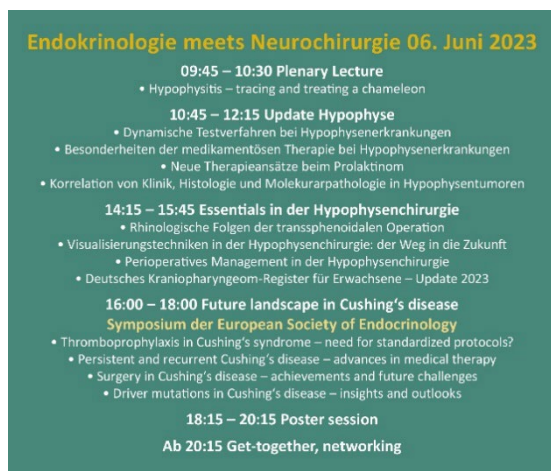 Endokrinologie meets Neurochirurgie 06. Juni 2023
09:45 – 10:30 Plenary Lecture
• Hypophysitis – tracing and treating a chameleon
10:45 – 12:15 Update Hypophyse
• Dynamische Testverfahren bei Hypophysenerkrankungen
• Besonderheiten der medikamentösen Therapie bei Hypophysenerkrankungen
• Neue Therapieansätze beim Prolaktinom
• Korrelation von Klinik, Histologie und Molekurarpathologie in Hypophysentumoren
14:15 – 15:45 Essentials in der Hypophysenchirurgie
• Rhinologische Folgen der transsphenoidalen Operation
• Visualisierungstechniken in der Hypophysenchirurgie: der Weg in die Zukunft
• Perioperatives Management in der Hypophysenchirurgie
• Deutsches Kraniopharyngeom-Register für Erwachsene – Update 2023
16:00 – 18:00 Future landscape in Cushing's disease
Symposium der European Society of Endocrinology
• Thromboprophylaxis in Cushing's syndrome – need for standardized protocols?
• Persistent and recurrent Cushing's disease – advances in medical therapy
• Surgery in Cushing's disease – achievements and future challenges
• Driver mutations in Cushing's disease – insights and outlooks
18:15 – 20:15 Poster session
Ab 20:15 Get-together, networking